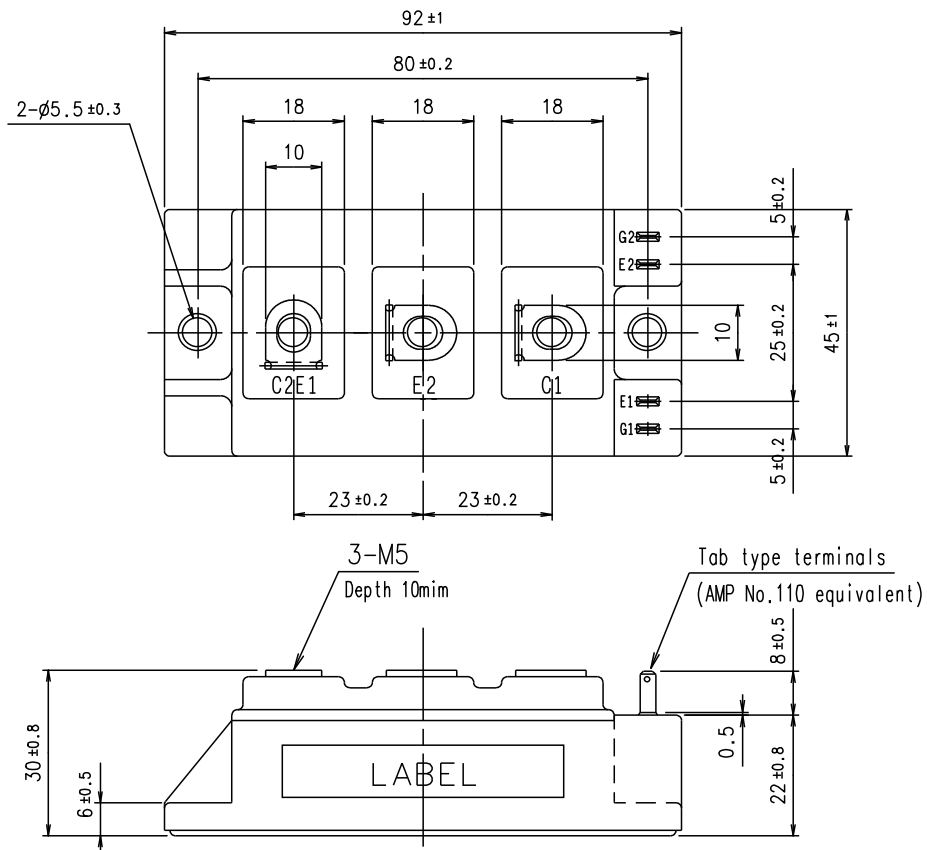 92±1
80±0.2
2-Ø5.5±0.3
18
18
18
10
5±0.2
G2
E2
10
25±0.2
45±1
C2E1
E2
C1
E1
G1
5±0.2
23±0.2
23±0.2
3-M5
Depth 10mim
Tab type terminals
(AMP No.110 equivalent)
8±0.5
30±0.8
0.5
LABEL
22±0.8
6±0.5